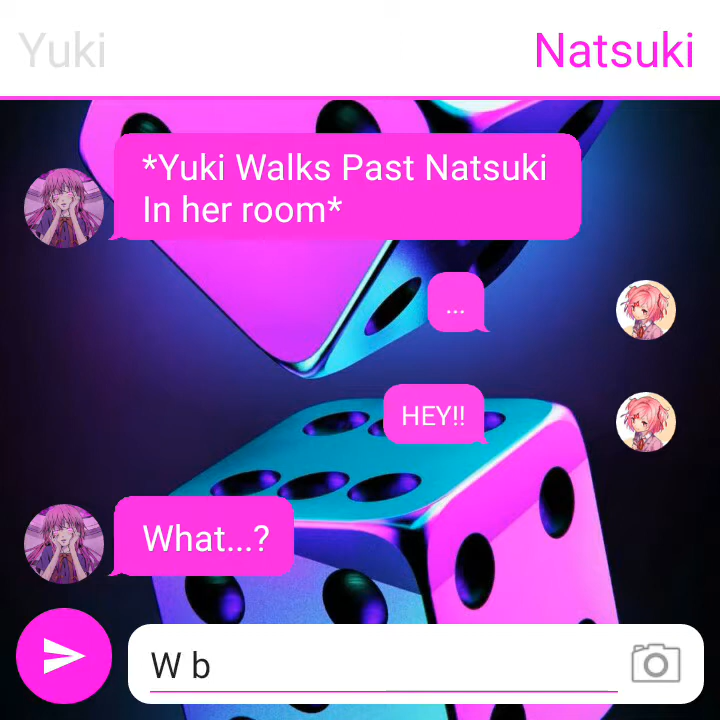 Yuki
Natsuki
*Yuki Walks Past Natsuki
In her room*
...
HEY!!
What...?
W b